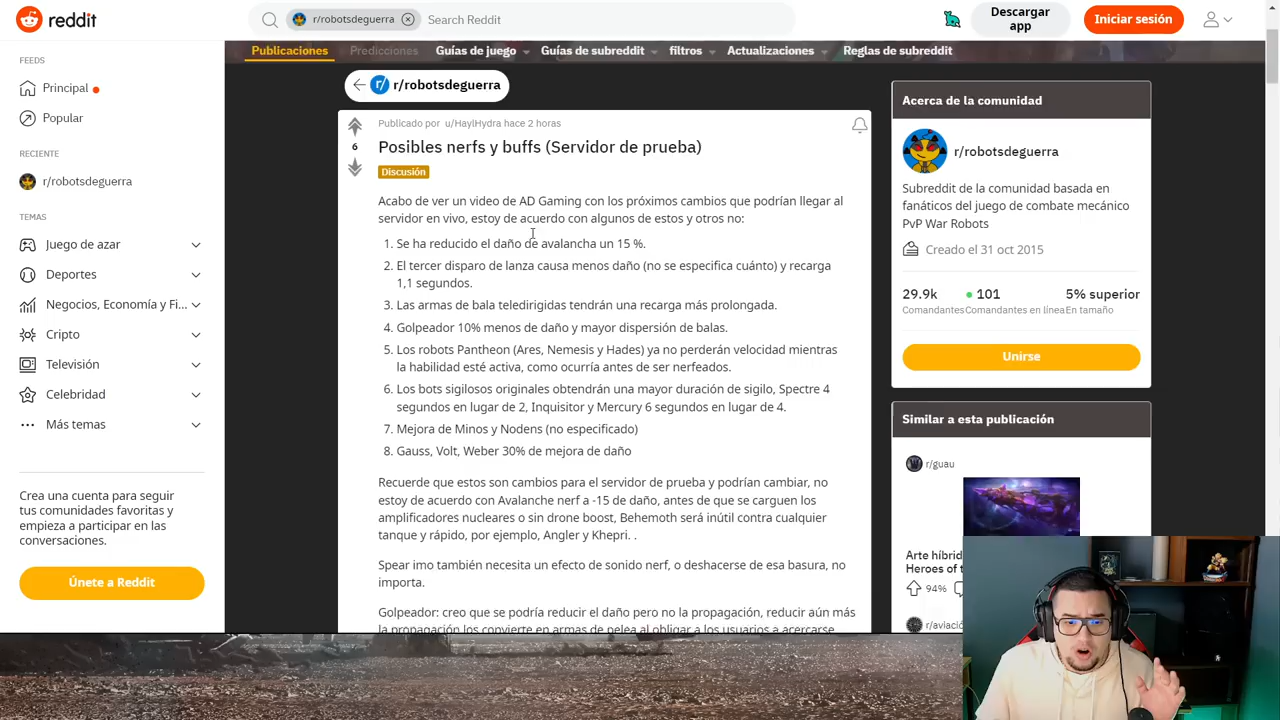 reddit
r/robotsdeguerra
Search Reddit
Descargar
app
Iniciar sesión
Publicaciones
Predicciones
Guías de juego
Guías de subreddit
filtros
Actualizaciones
Reglas de subreddit
FEEDS
Principal
Popular
RECIENTE
r/robotsdeguerra
TEMAS
Juego de azar
Deportes
Negocios, Economía y Fi...
Cripto
Televisión
Celebridad
Más temas
Crea una cuenta para seguir
tus comunidades favoritas y
empieza a participar en las
conversaciones.
Únete a Reddit
r/ r/robotsdeguerra
Publicado por u/HaylHydra hace 2 horas
6
Posibles nerfs y buffs (Servidor de prueba)
Discusión
Acabo de ver un video de AD Gaming con los próximos cambios que podrían llegar al
servidor en vivo, estoy de acuerdo con algunos de estos y otros no:
1. Se ha reducido el daño de avalancha un 15 %.
2. El tercer disparo de lanza causa menos daño (no se especifica cuánto) y recarga
1,1 segundos.
3. Las armas de bala teledirigidas tendrán una recarga más prolongada.
4. Golpeador 10% menos de daño y mayor dispersión de balas.
5. Los robots Pantheon (Ares, Nemesis y Hades) ya no perderán velocidad mientras
la habilidad esté activa, como ocurría antes de ser nerfeados.
6. Los bots sigilosos originales obtendrán una mayor duración de sigilo, Spectre 4
segundos en lugar de 2, Inquisitor y Mercury 6 segundos en lugar de 4.
7. Mejora de Minos y Nodens (no especificado)
8. Gauss, Volt, Weber 30% de mejora de daño
Recuerde que estos son cambios para el servidor de prueba y podrían cambiar, no
estoy de acuerdo con Avalanche nerf a -15 de daño, antes de que se carguen los
amplificadores nucleares o sin drone boost, Behemoth será inútil contra cualquier
tanque y rápido, por ejemplo, Angler y Khepri. .
Spear imo también necesita un efecto de sonido nerf, o deshacerse de esa basura, no
importa.
Golpeador: creo que se podría reducir el daño pero no la propagación, reducir aún más
la propagación los convierte en armas de pelea al obligar a los usuarios a acercarse
Acerca de la comunidad
r/robotsdeguerra
Subreddit de la comunidad basada en
fanáticos del juego de combate mecánico
PvP War Robots
Creado el 31 oct 2015
29.9k
101
5% superior
Comandantes
Comandantes en línea
En tamaño
Unirse
Similar a esta publicación
r/guau
Arte híbrid
Heroes of t
94%
r/aviació